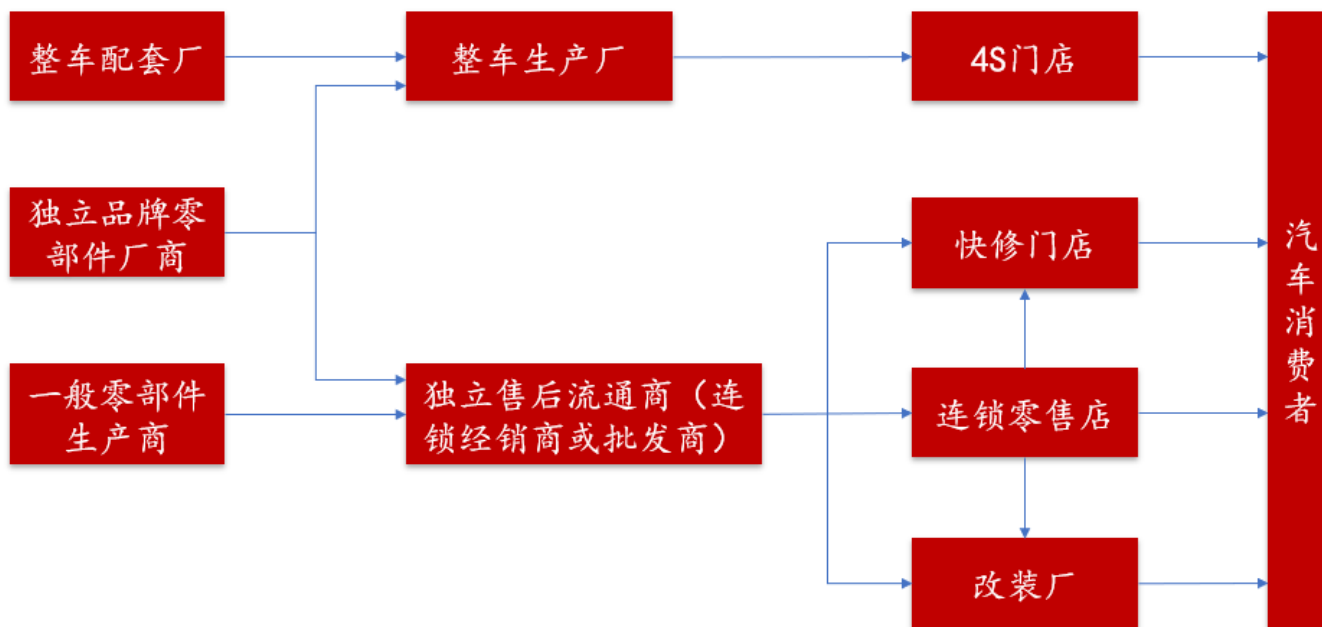 整车配套厂
整车生产厂
4S门店
独立品牌零
部件厂商
快修门店
汽车消费者
一般零部件
生产商
独立售后流通商（连
锁经销商或批发商）
连锁零售店
改装厂